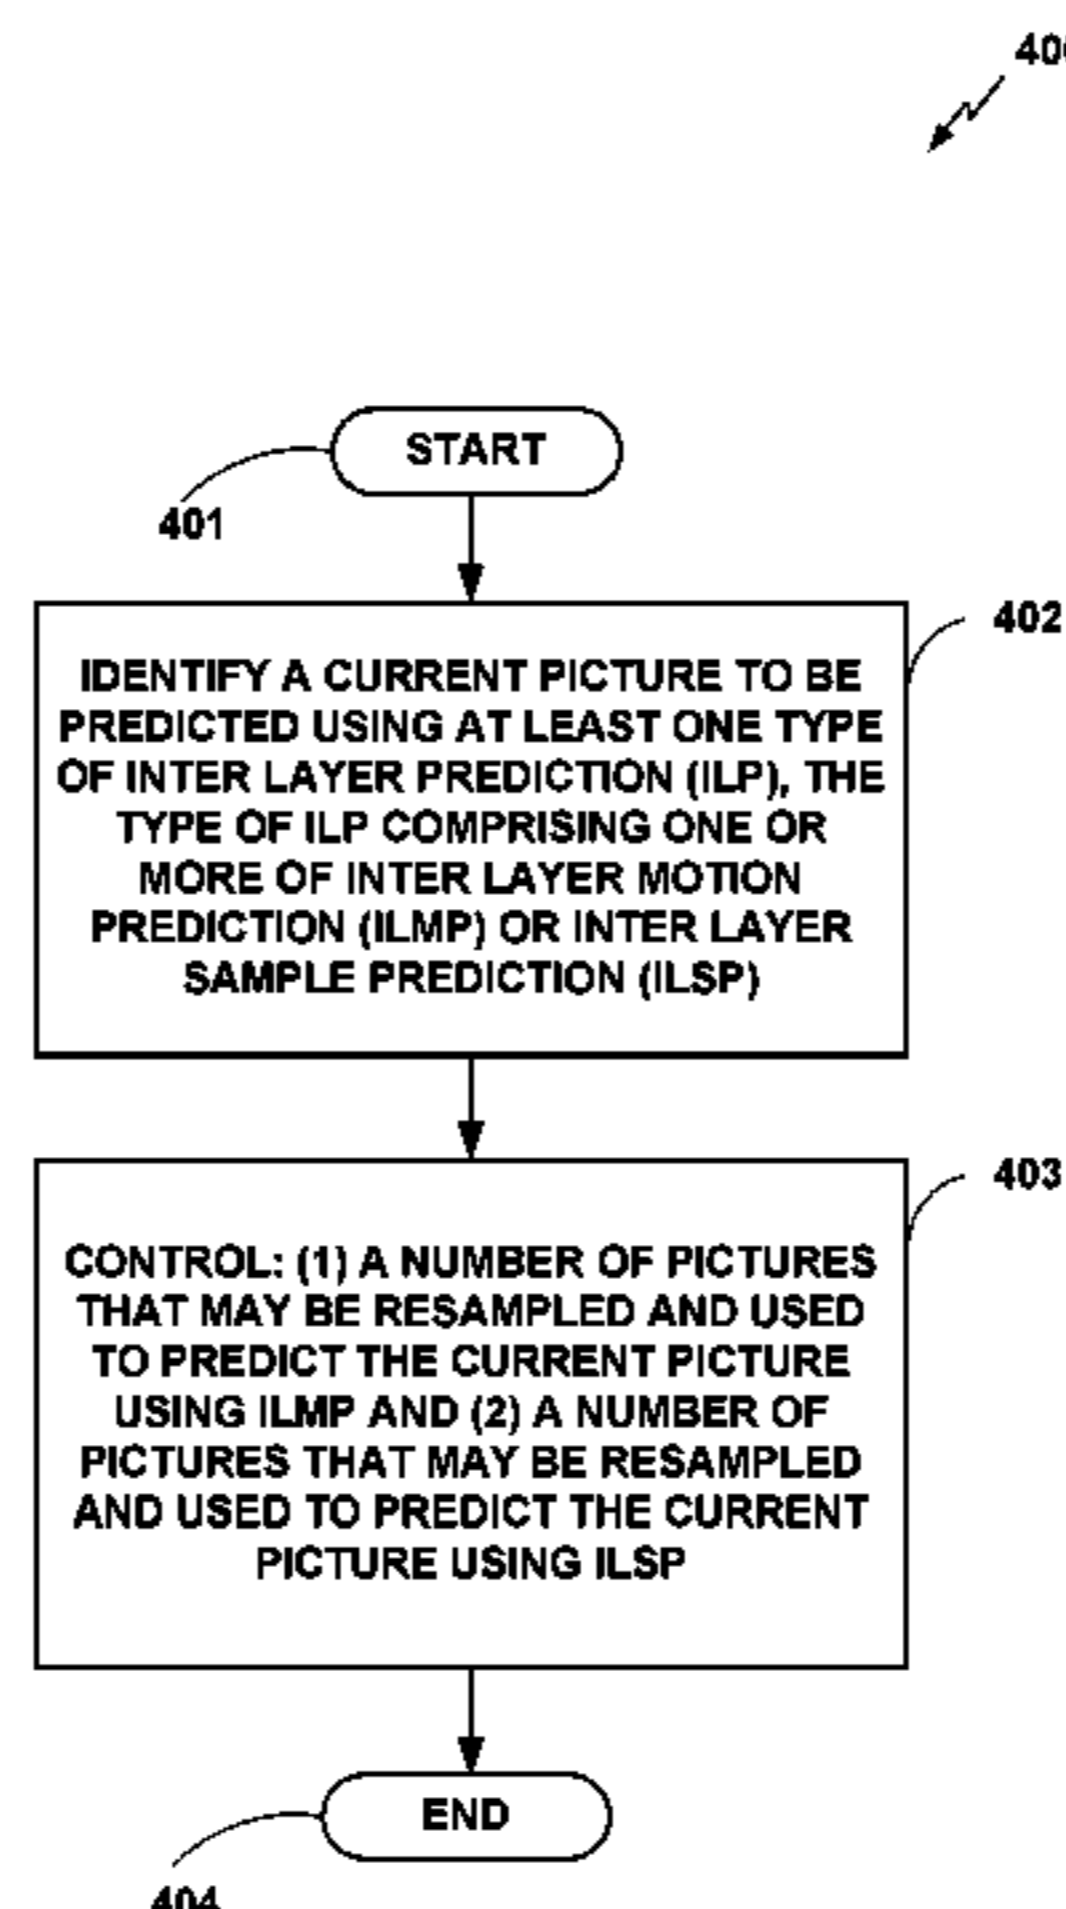 400
START
401
402
IDENTIFY A CURRENT PICTURE TO BE
PREDICTED USING AT LEAST ONE TYPE
OF INTER LAYER PREDICTION (ILP), THE
TYPE OF ILP COMPRISING ONE OR
MORE OF INTER LAYER MOTION
PREDICTION (ILMP) OR INTER LAYER
SAMPLE PREDICTION (ILSP)
403
CONTROL: (1) A NUMBER OF PICTURES
THAT MAY BE RESAMPLED AND USED
TO PREDICT THE CURRENT PICTURE
USING ILMP AND (2) A NUMBER OF
PICTURES THAT MAY BE RESAMPLED
AND USED TO PREDICT THE CURRENT
PICTURE USING ILSP
END
404